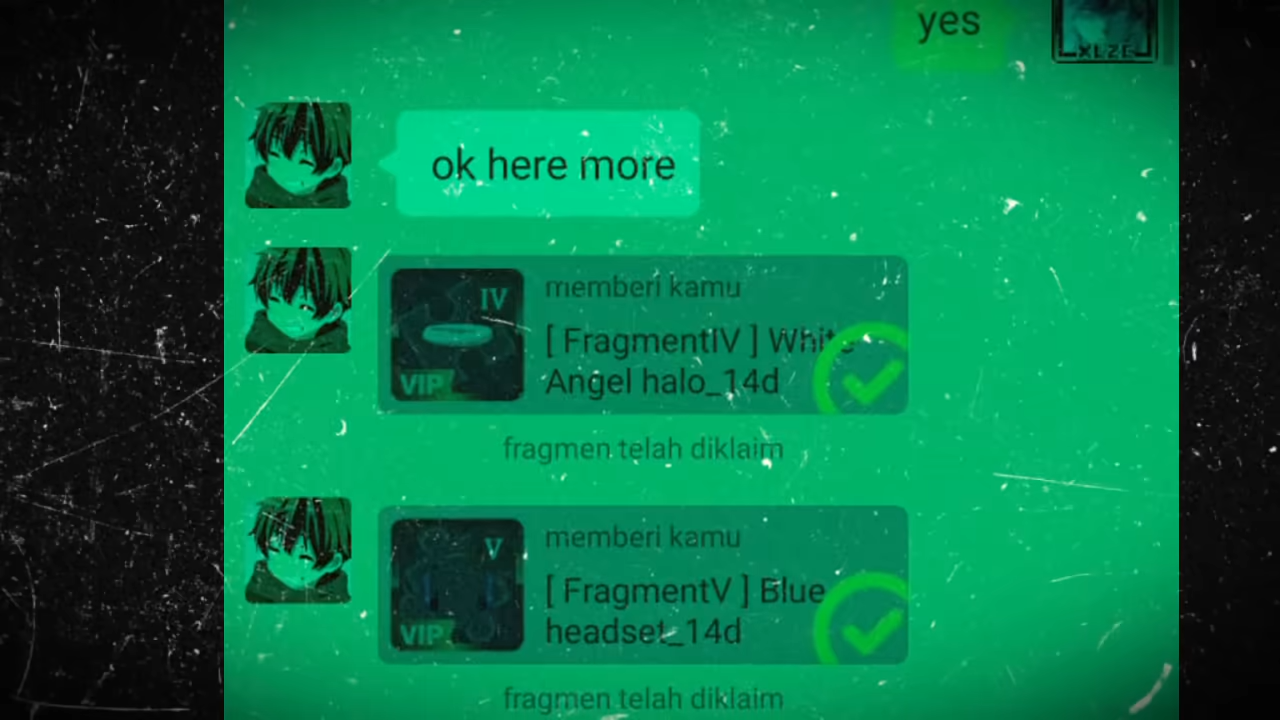 yes
XLZE
ok here more
IV
VIP
memberi kamu
[ FragmentIV ] White
Angel halo_14d
fragmen telah diklaim
V
VIP
memberi kamu
[ FragmentV ] Blue
headset_14d
fragmen telah diklaim